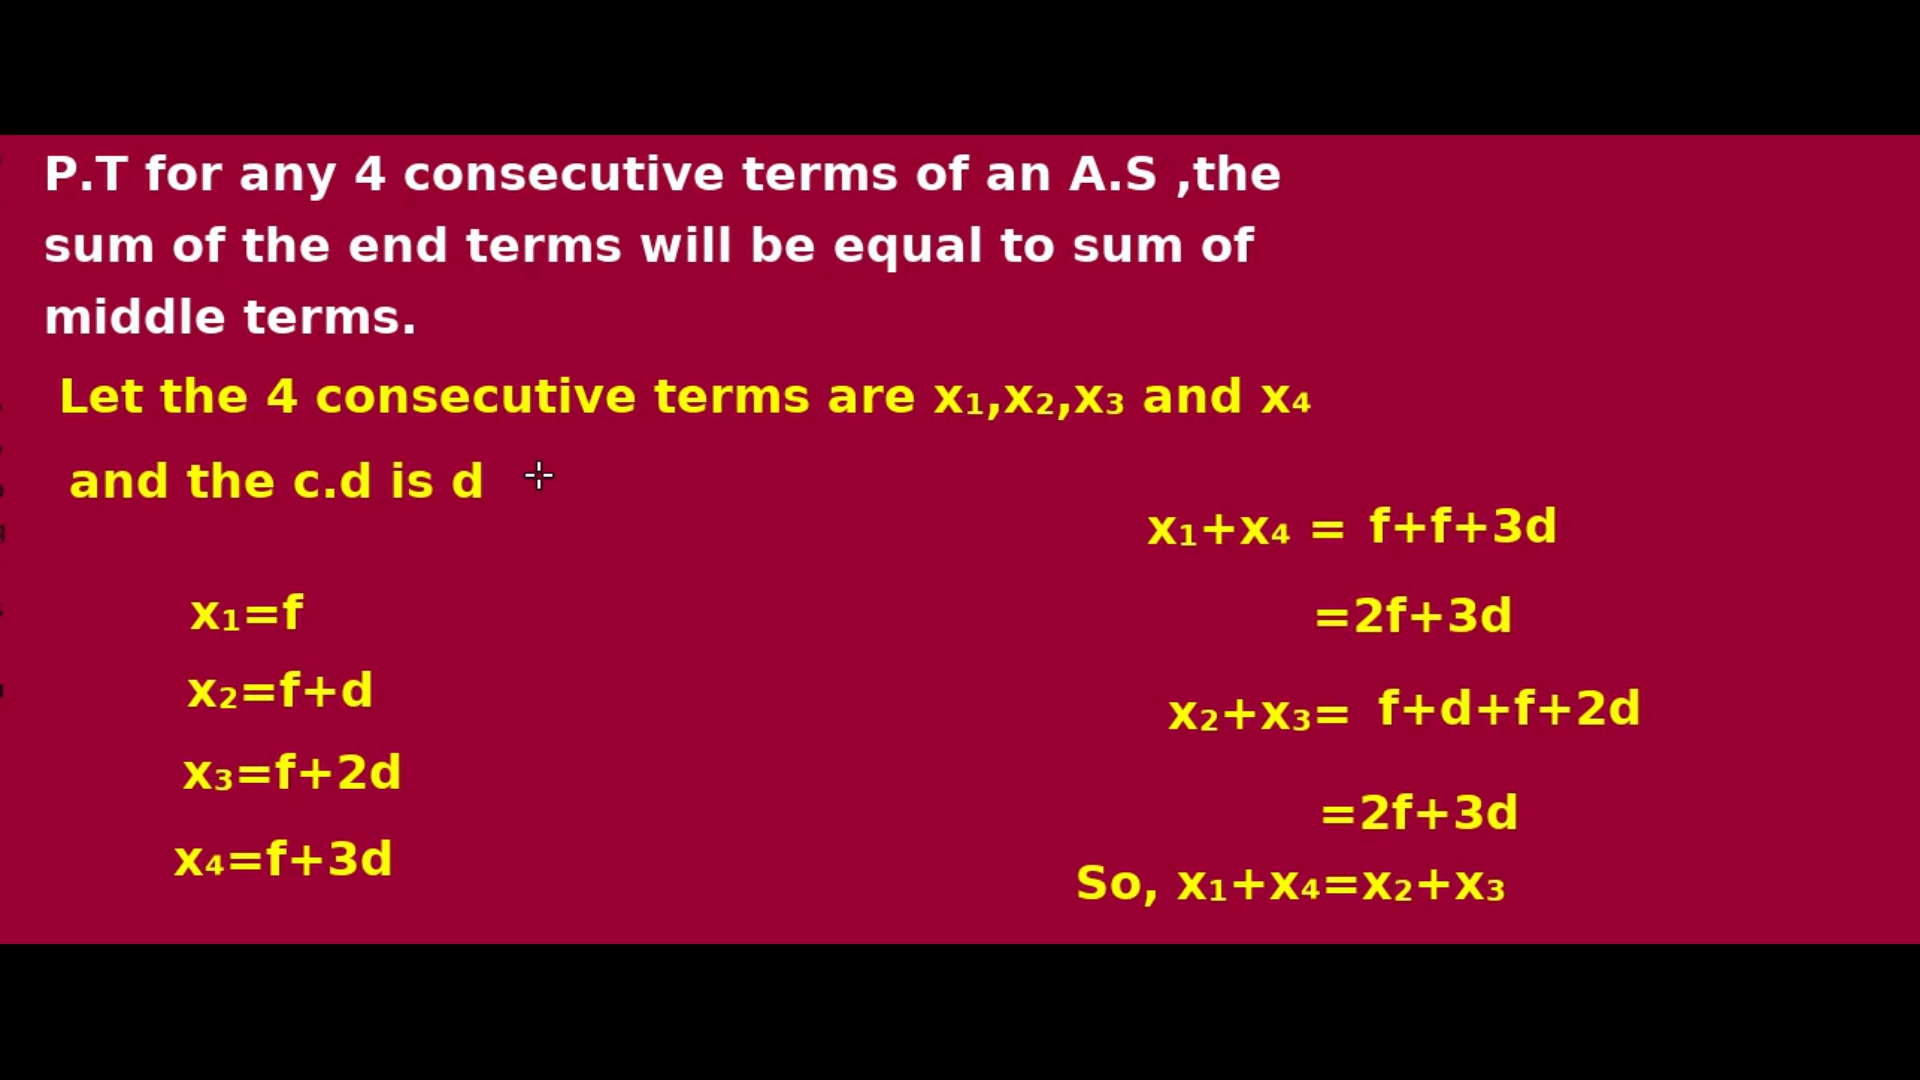 P.T for any 4 consecutive terms of an A.S ,the
sum of the end terms will be equal to sum of
middle terms.
Let the 4 consecutive terms are x₁,x₂,x₃ and x₄
and the c.d is d
x₁=f
x₂=f+d
x₃=f+2d
x₄=f+3d
x₁+x₄ = f+f+3d
=2f+3d
x₂+x₃= f+d+f+2d
=2f+3d
So, x₁+x₄=x₂+x₃